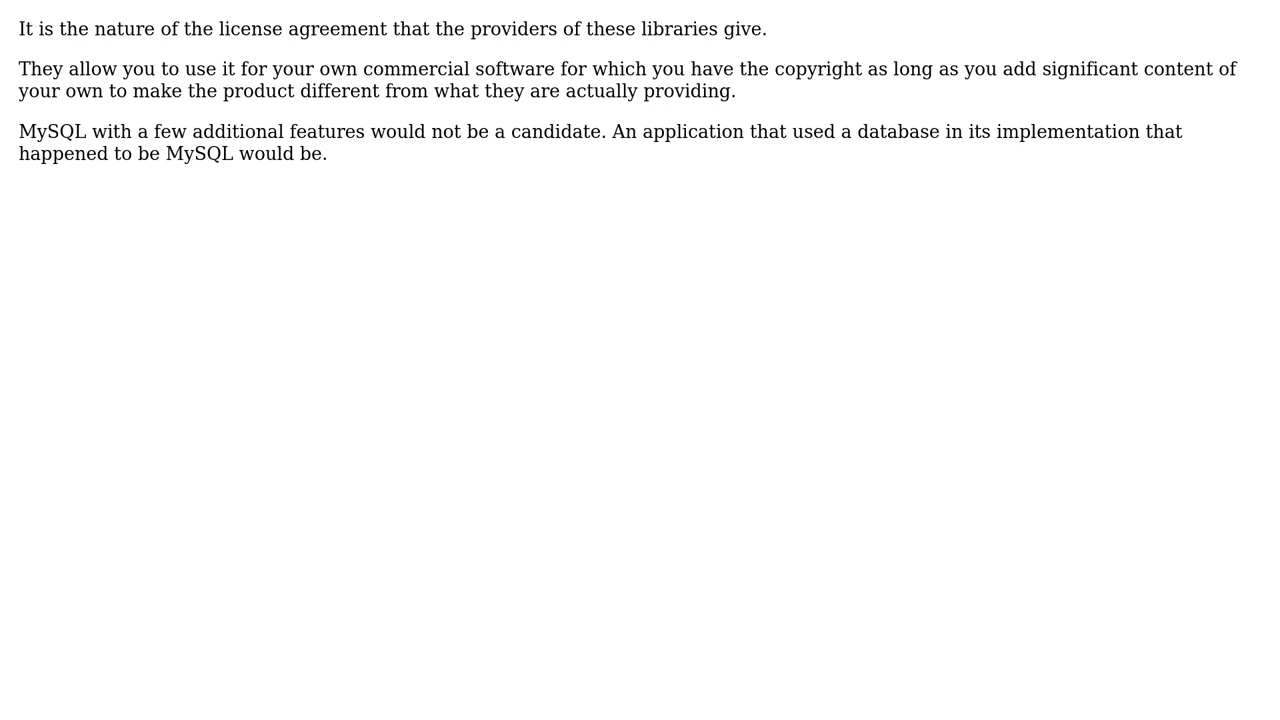 It is the nature of the license agreement that the providers of these libraries give.
They allow you to use it for your own commercial software for which you have the copyright as long as you add significant content of
your own to make the product different from what they are actually providing.
MySQL with a few additional features would not be a candidate. An application that used a database in its implementation that
happened to be MySQL would be.